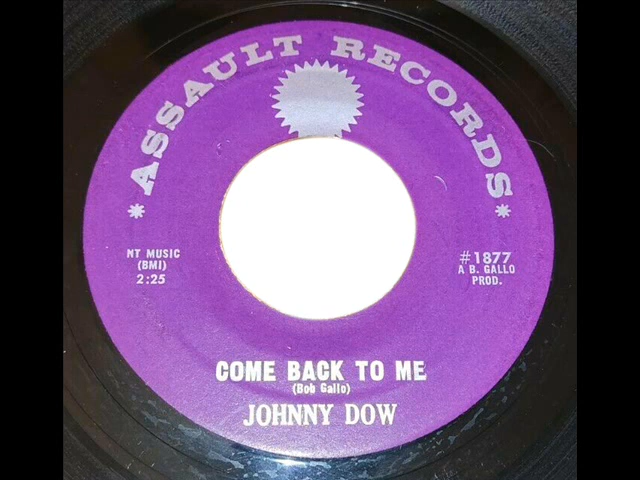 * ASSAULT RECORDS *
NT MUSIC
(BMI)
2:25
#1877
A B. GALLO
PROD.
COME BACK TO ME
(Bob Gallo)
JOHNNY DOW